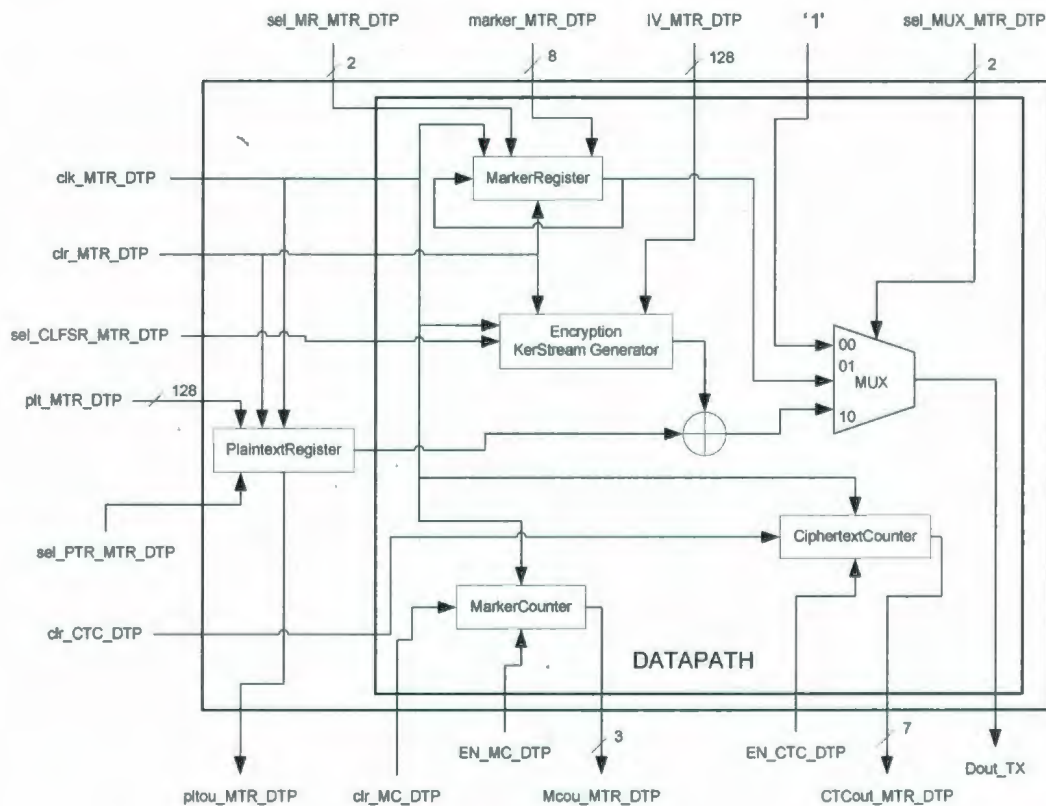 sel_MR_MTR_DTP marker_MTR_DTP IV_MTR_DTP '1' sel_MUX_MTR_DTP
2 8 128 2
clk_MTR_DTP
MarkerRegister
clr_MTR_DTP
sel_CLFSR_MTR_DTP
Encryption
KerStream Generator
00
01
MUX
10
plt_MTR_DTP
128
PlaintextRegister
sel_PTR_MTR_DTP
CiphertextCounter
MarkerCounter
clr_CTC_DTP
DATAPATH
EN_MC_DTP
3
EN_CTC_DTP
7
Dout_TX
pltou_MTR_DTP
clr_MC_DTP
Mcou_MTR_DTP
CTCout_MTR_DTP